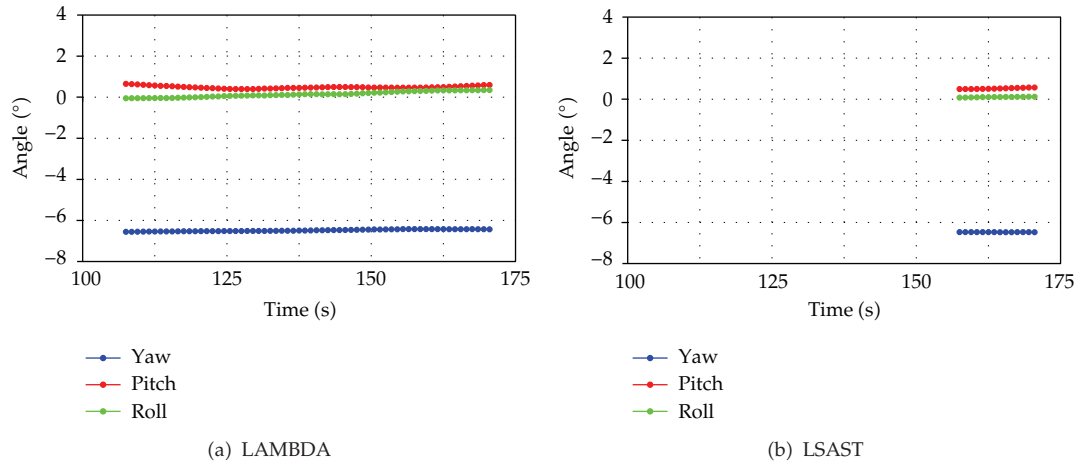 4
2
0
−2
−4
−6
−8
Angle (°)
100
125
150
175
Time (s)
Yaw
Pitch
Roll
(a) LAMBDA
4
2
0
−2
−4
−6
−8
Angle (°)
100
125
150
175
Time (s)
Yaw
Pitch
Roll
(b) LSAST